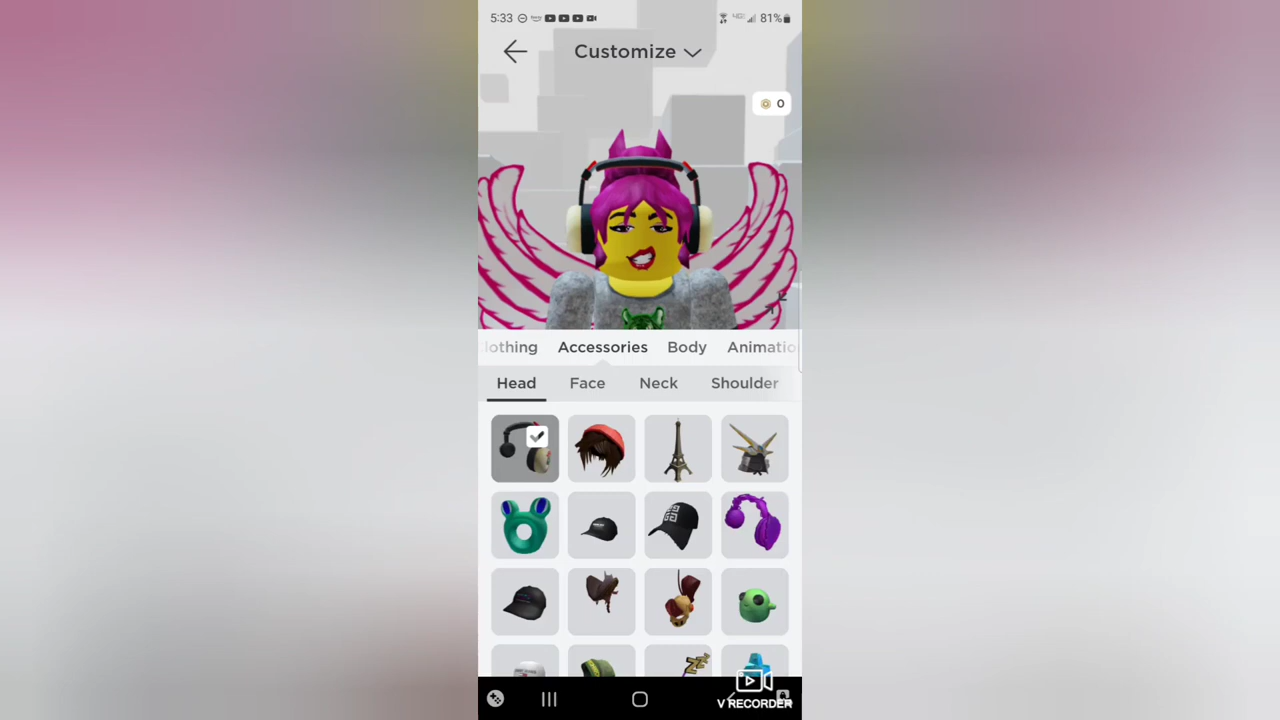 5:33
81%
Customize
0
lothing Accessories Body Animatio
Head Face Neck Shoulder
V RECORDER